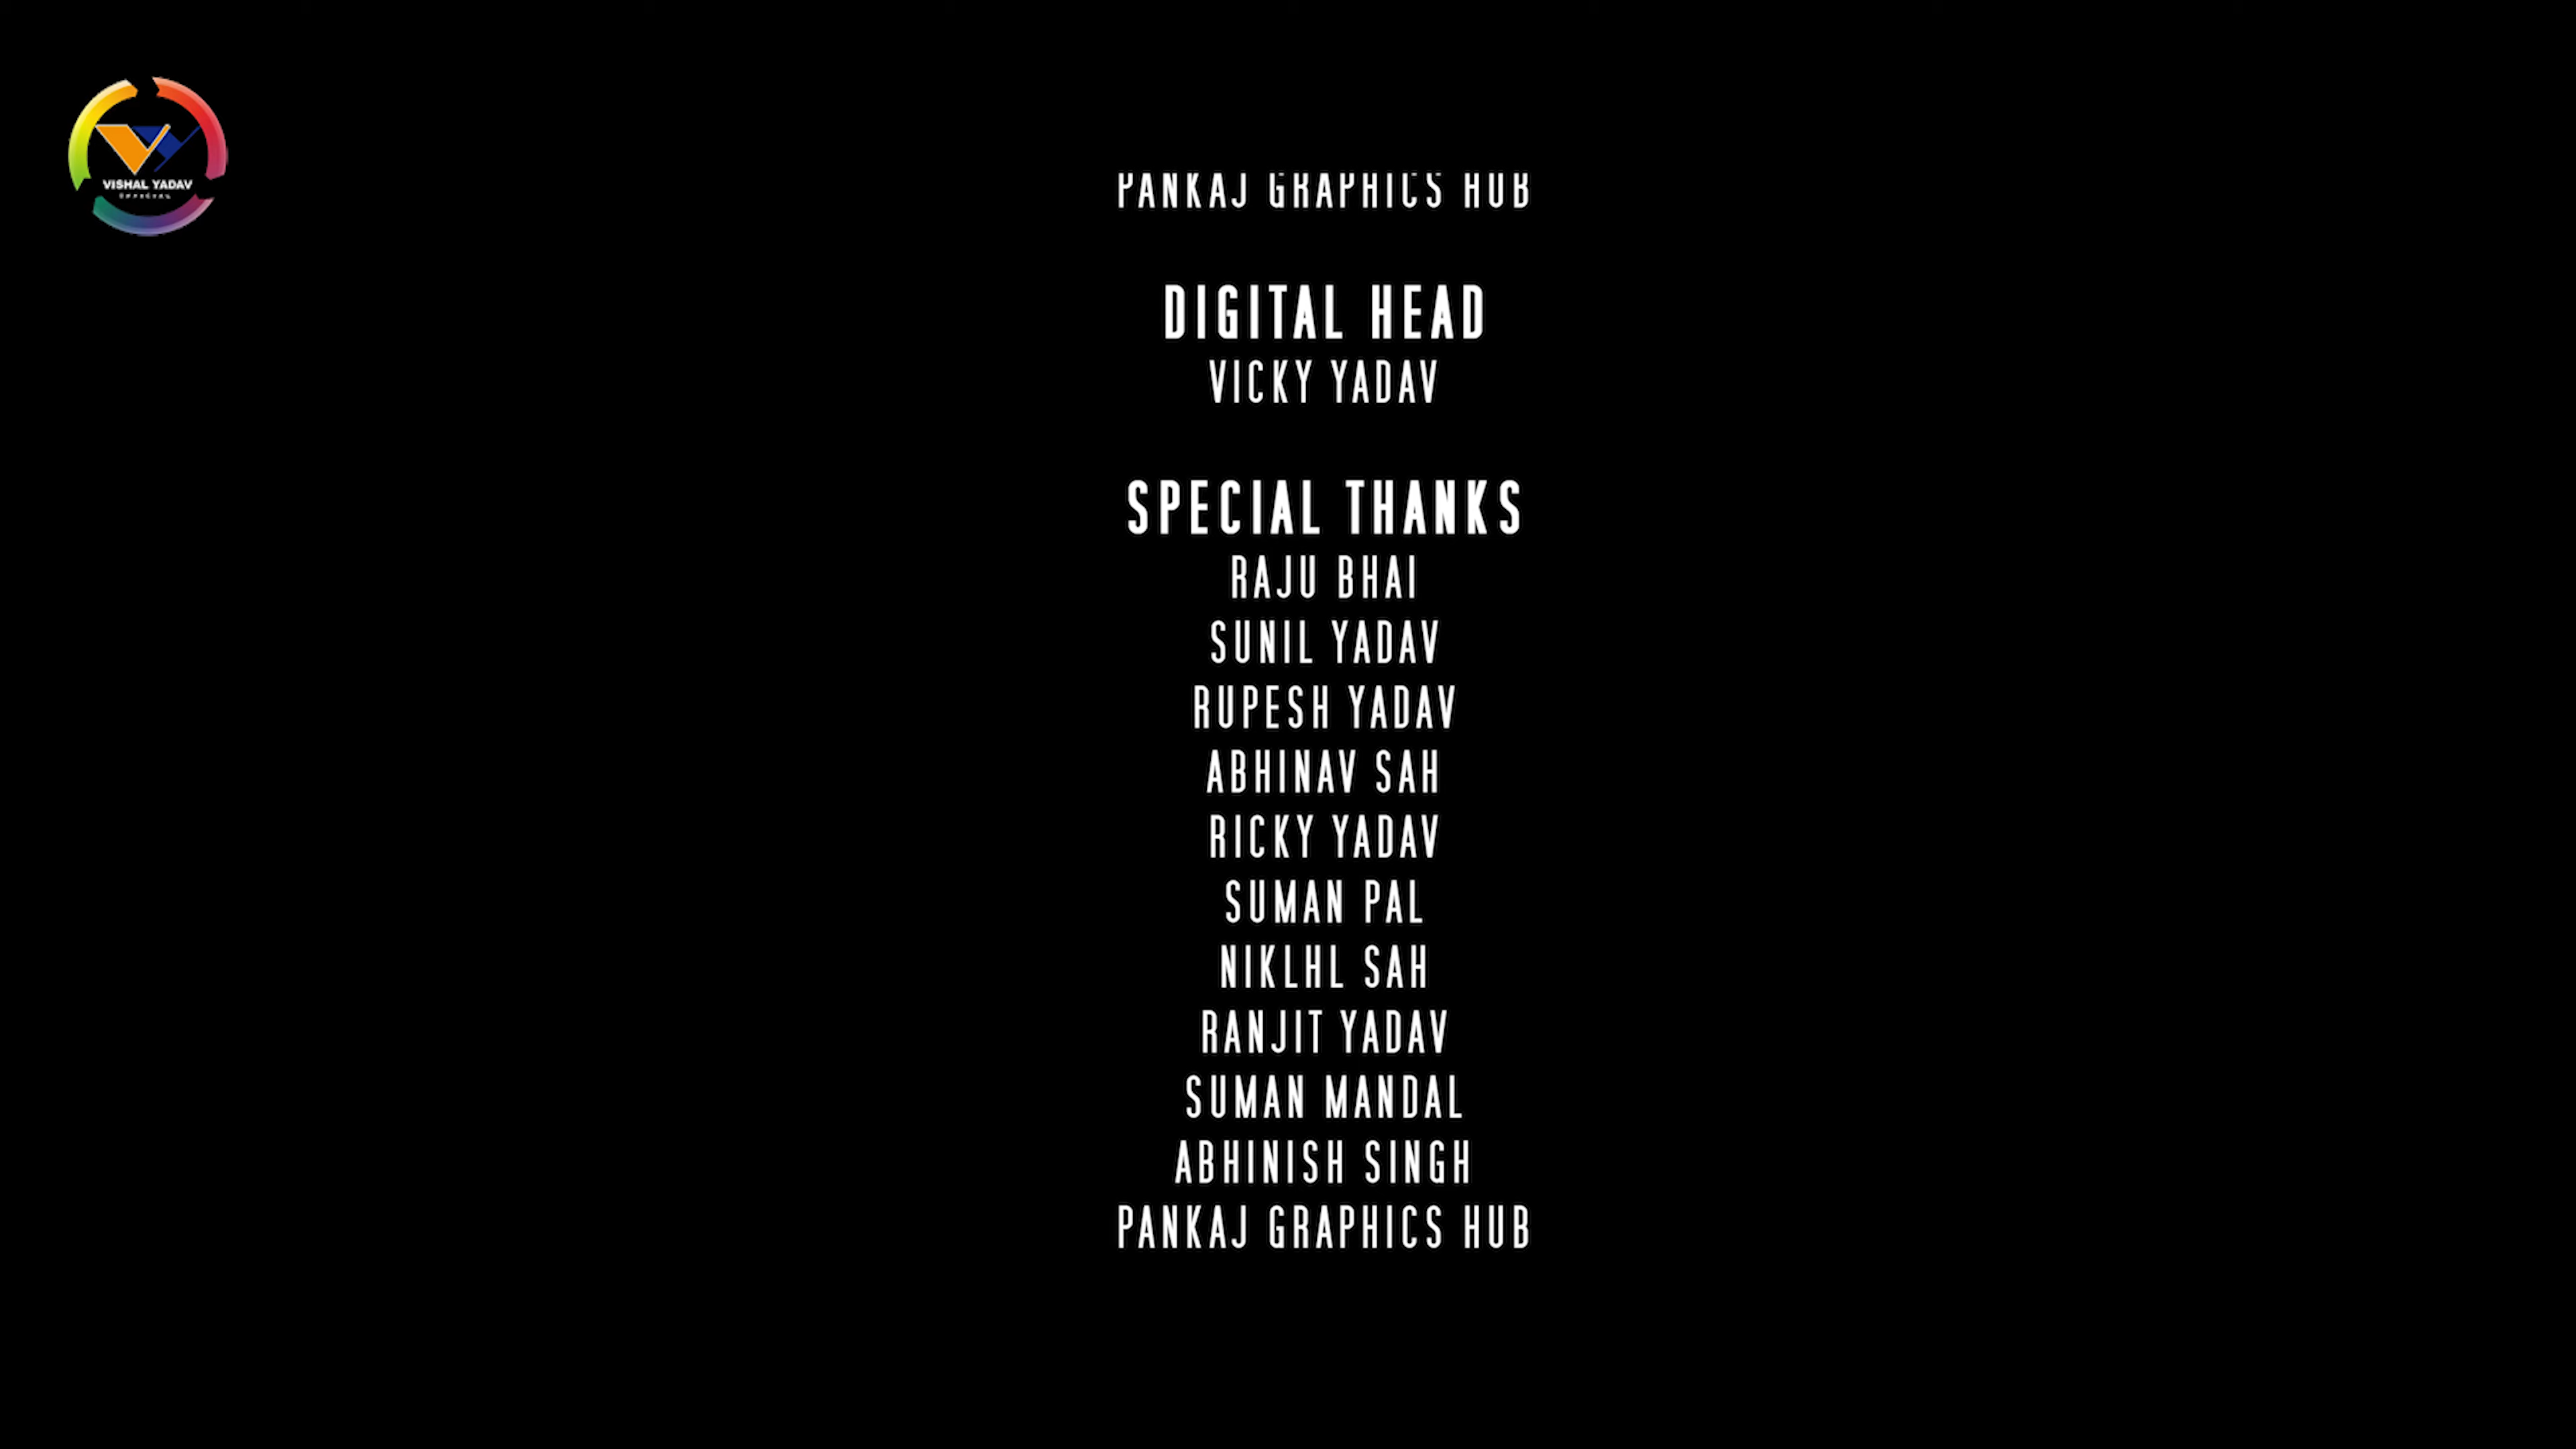 VISHAL YADAV
OFFICIAL
PANKAJ GRAPHICS HUB
DIGITAL HEAD
VICKY YADAV
SPECIAL THANKS
RAJU BHAI
SUNIL YADAV
RUPESH YADAV
ABHINAV SAH
RICKY YADAV
SUMAN PAL
NIKLHL SAH
RANJIT YADAV
SUMAN MANDAL
ABHINISH SINGH
PANKAJ GRAPHICS HUB